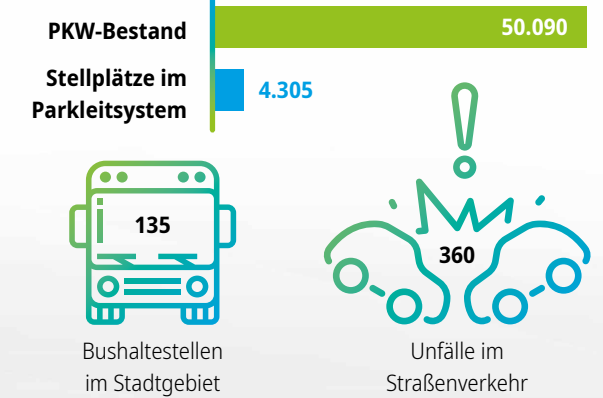 PKW-Bestand 50.090
Stellplätze im
Parkleitsystem 4.305
135
Bushaltestellen
im Stadtgebiet
360
Unfälle im
Straßenverkehr